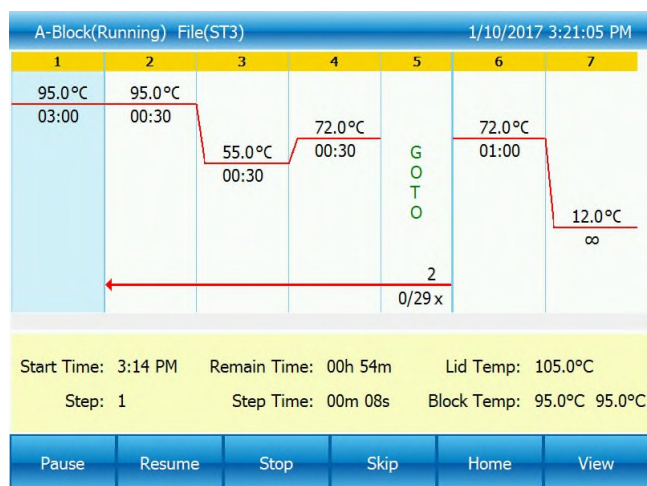 A-Block(Running) File(ST3) 1/10/2017 3:21:05 PM
1 2 3 4 5 6 7
95.0°C 95.0°C
03:00 00:30
55.0°C
00:30
72.0°C
00:30
GOTO
2
0/29 x
72.0°C
01:00
12.0°C
∞
Start Time: 3:14 PM Remain Time: 00h 54m Lid Temp: 105.0°C
Step: 1 Step Time: 00m 08s Block Temp: 95.0°C 95.0°C
Pause Resume Stop Skip Home View